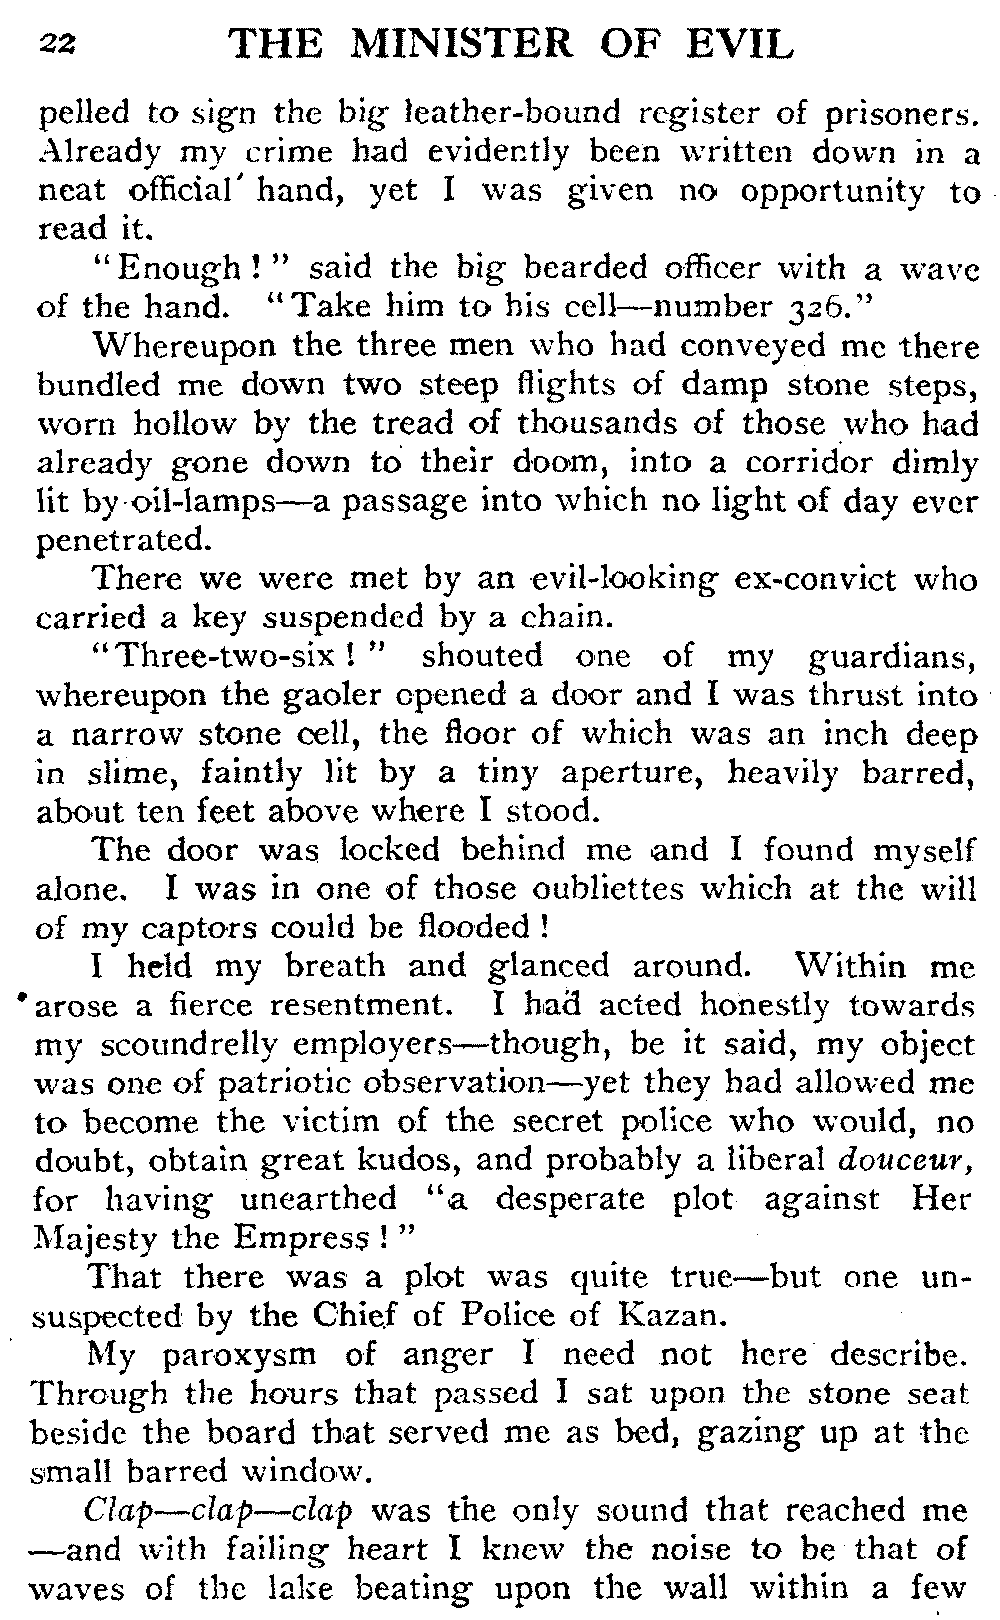 22 THE MINISTER OF EVIL
pelled to sign the big leather-bound register of prisoners.
Already my crime had evidently been written down in a
neat official hand, yet I was given no opportunity to
read it.
"Enough!" said the big bearded officer with a wave
of the hand. "Take him to his cell—number 326."
Whereupon the three men who had conveyed me there
bundled me down two steep flights of damp stone steps,
worn hollow by the tread of thousands of those who had
already gone down to their doom, into a corridor dimly
lit by oil-lamps—a passage into which no light of day ever
penetrated.
There we were met by an evil-looking ex-convict who
carried a key suspended by a chain.
"Three-two-six!" shouted one of my guardians,
whereupon the gaoler opened a door and I was thrust into
a narrow stone cell, the floor of which was an inch deep
in slime, faintly lit by a tiny aperture, heavily barred,
about ten feet above where I stood.
The door was locked behind me and I found myself
alone. I was in one of those oubliettes which at the will
of my captors could be flooded!
I held my breath and glanced around. Within me
arose a fierce resentment. I had acted honestly towards
my scoundrelly employers—though, be it said, my object
was one of patriotic observation—yet they had allowed me
to become the victim of the secret police who would, no
doubt, obtain great kudos, and probably a liberal douceur,
for having unearthed "a desperate plot against Her
Majesty the Empress!"
That there was a plot was quite true—but one un-
suspected by the Chief of Police of Kazan.
My paroxysm of anger I need not here describe.
Through the hours that passed I sat upon the stone seat
beside the board that served me as bed, gazing up at the
small barred window.
Clap—clap—clap was the only sound that reached me
—and with failing heart I knew the noise to be that of
waves of the lake beating upon the wall within a few